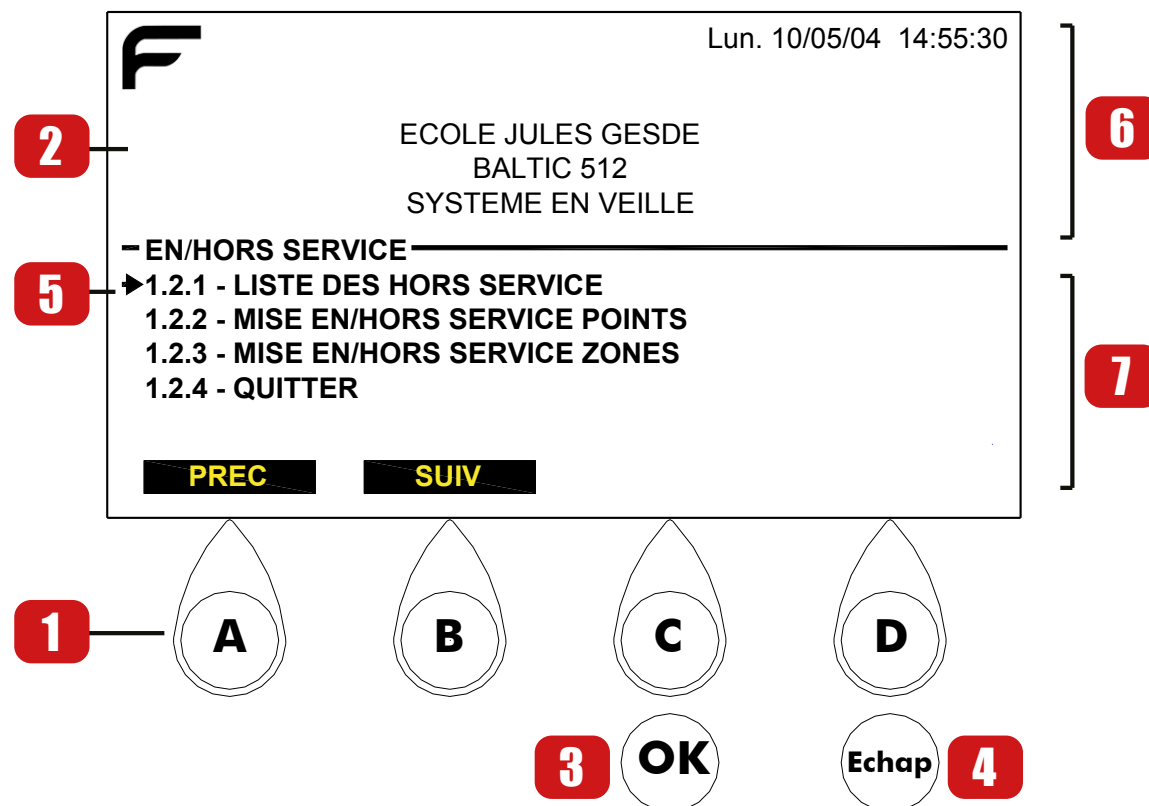 F
Lun. 10/05/04 14:55:30
6
2
ECOLE JULES GESDE
BALTIC 512
SYSTEME EN VEILLE
EN/HORS SERVICE
5
1.2.1 - LISTE DES HORS SERVICE
1.2.2 - MISE EN/HORS SERVICE POINTS
1.2.3 - MISE EN/HORS SERVICE ZONES
1.2.4 - QUITTER
7
PREC SUIV
1
A B C D
3 OK Echap 4